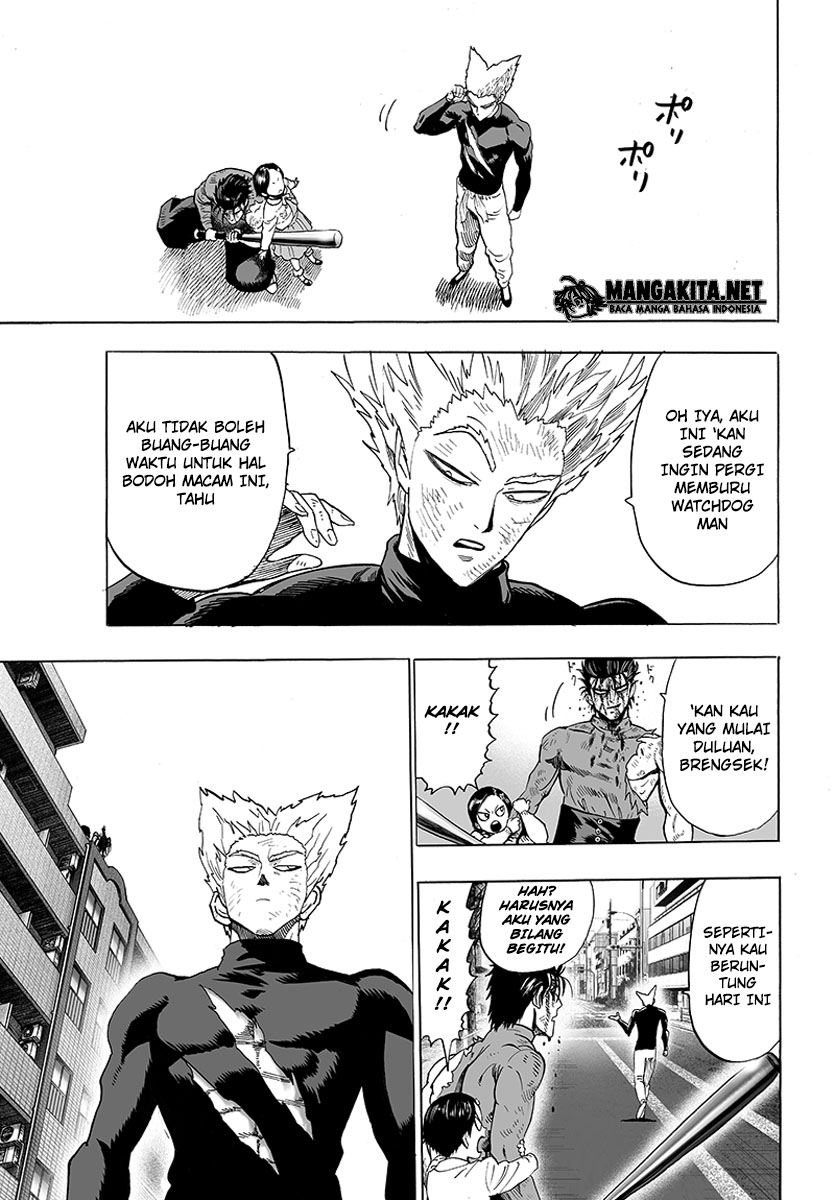 ポリ
ポリ
MANGAKITA.NET
BACA MANGA BAHASA INDONESIA
OH IYA, AKU
INI 'KAN
SEDANG
INGIN PERGI
MEMBURU
WATCHDOG
MAN
AKU TIDAK BOLEH
BUANG-BUANG
WAKTU UNTUK HAL
BODOH MACAM INI,
TAHU
'KAN KAU
YANG MULAI
DULUAN,
BRENGSEK!
KAKAK
!!
SEPERTI-
NYA KAU
BERUN-
TUNG
HARI INI
HAH?
HARUSNYA
AKU YANG
BILANG
BEGITU!
KAKAK!!